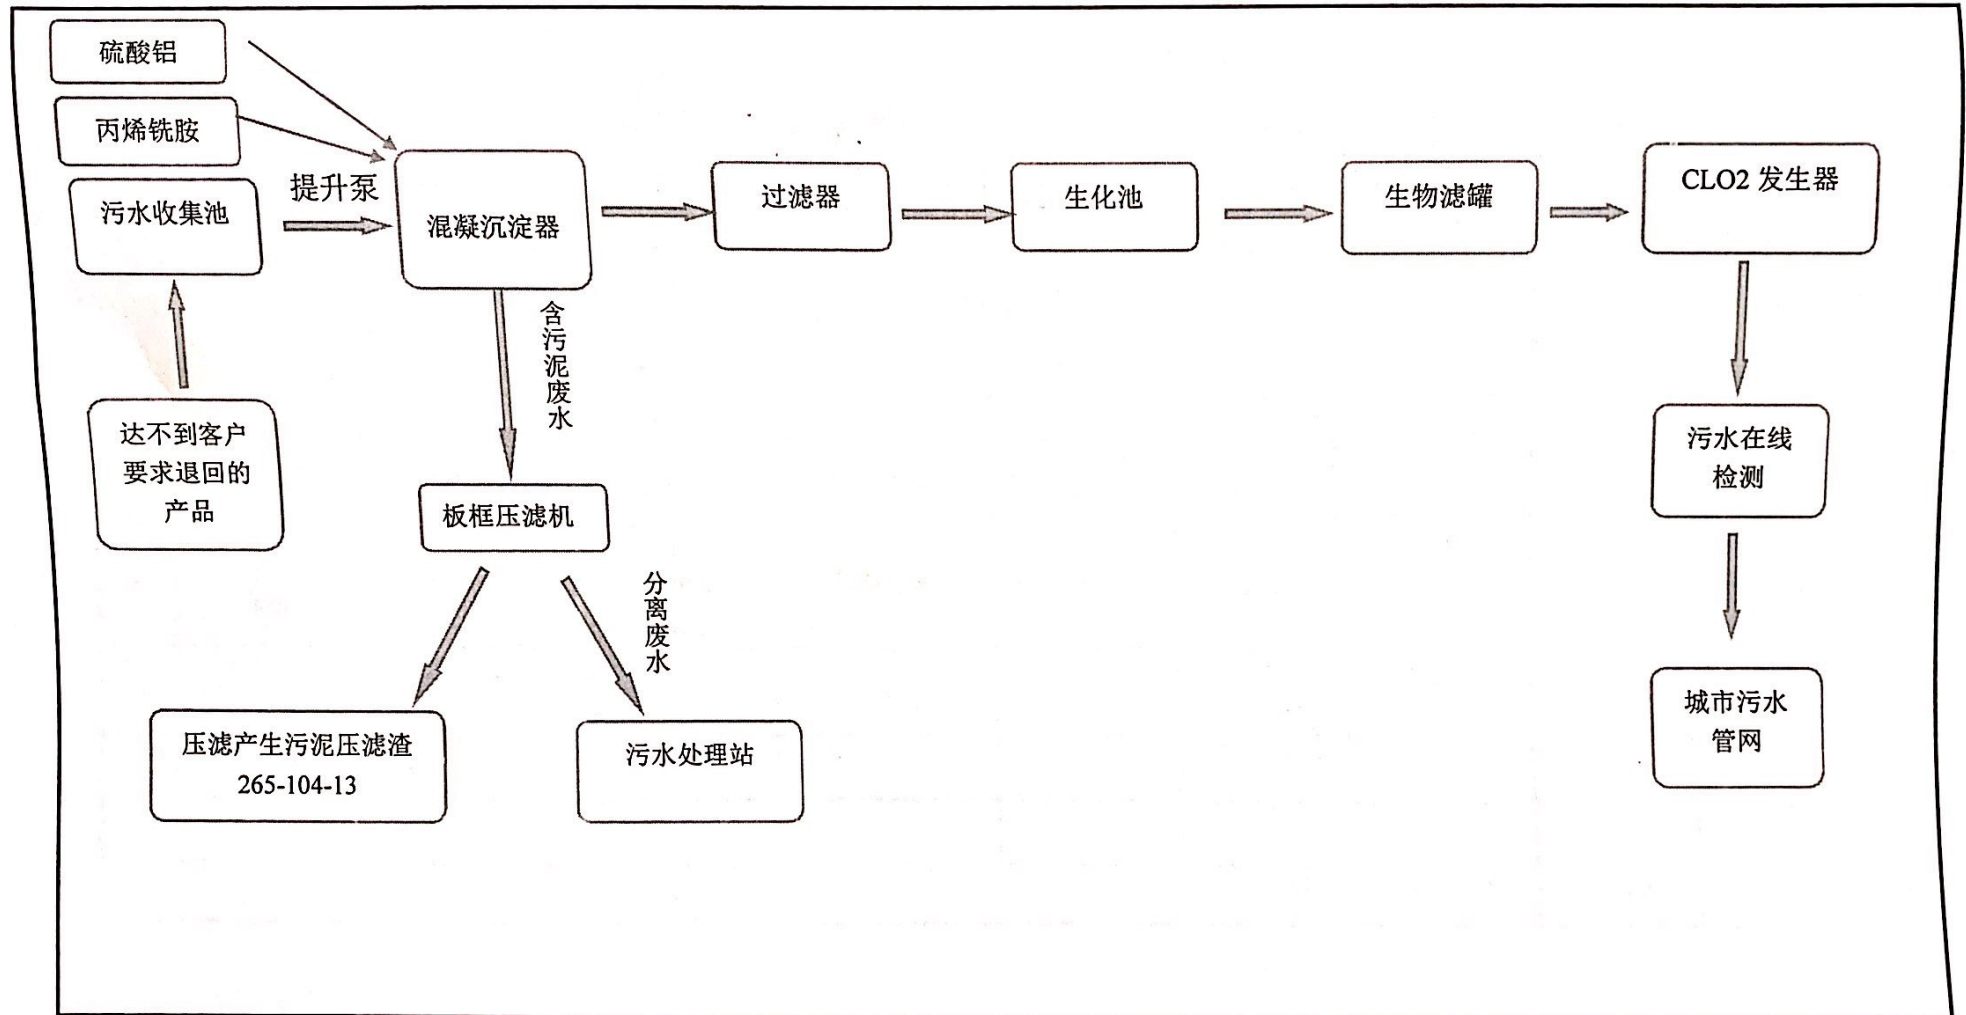 硫酸铝
丙烯铣胺
污水收集池
提升泵
混凝沉淀器
过滤器
生化池
生物滤罐
CLO2 发生器
含污泥废水
达不到客户
要求退回的
产品
板框压滤机
污水在线
检测
分离废水
压滤产生污泥压滤渣
265-104-13
污水处理站
城市污水
管网